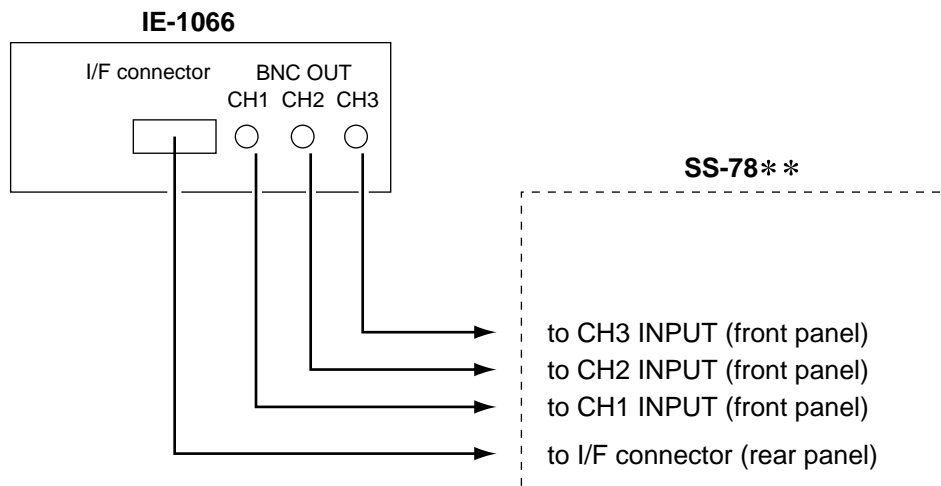 IE-1066
I/F connector
BNC OUT
CH1 CH2 CH3
SS-78**
to CH3 INPUT (front panel)
to CH2 INPUT (front panel)
to CH1 INPUT (front panel)
to I/F connector (rear panel)